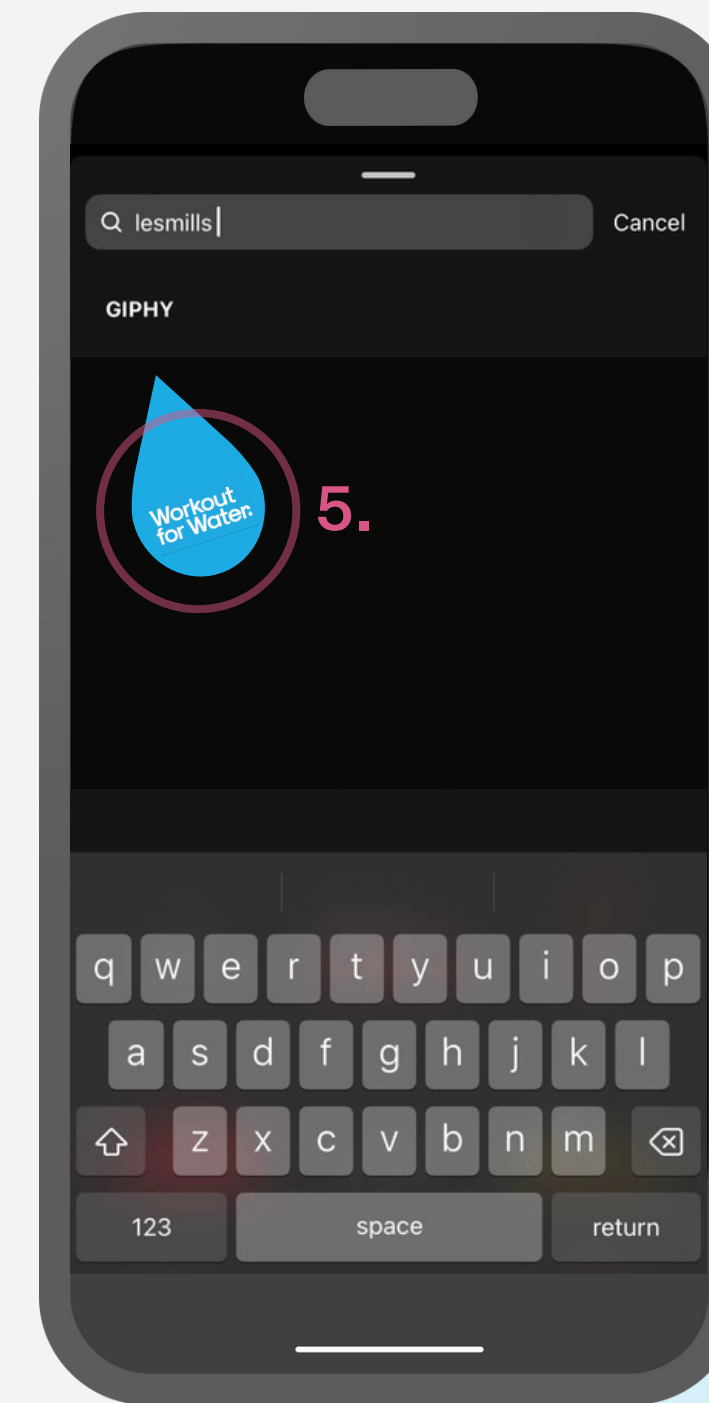 lesmills
Cancel
GIPHY
Workout
for Water.
5.
q w e r t y u i o p
a s d f g h j k l
z x c v b n m
123 space return